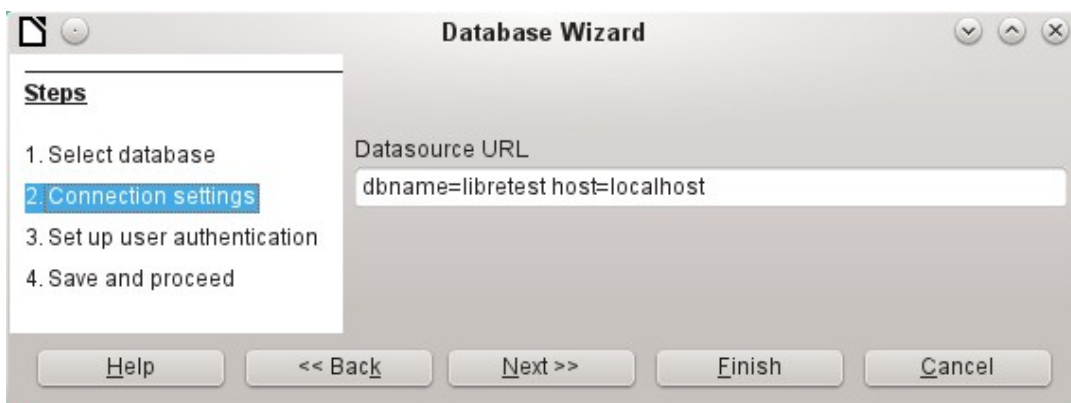 Database Wizard
Steps
1. Select database
2. Connection settings
3. Set up user authentication
4. Save and proceed
Datasource URL
dbname=libretest host=localhost
Help
<< Back
Next >>
Finish
Cancel